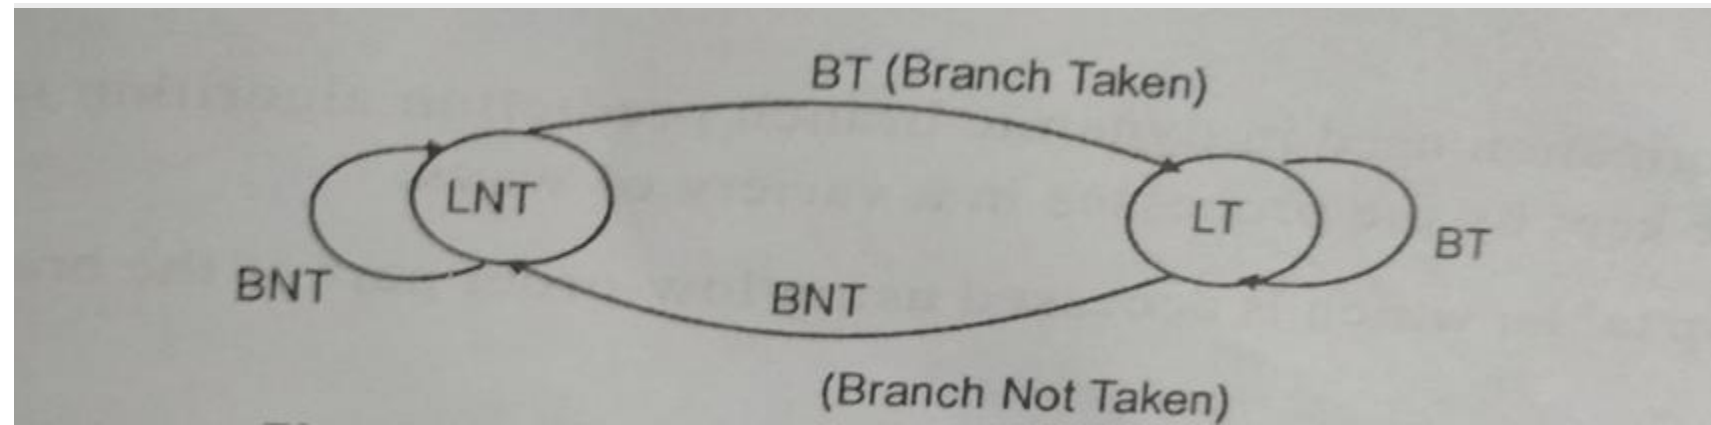 BT (Branch Taken)
LNT
LT
BT
BNT
BNT
(Branch Not Taken)